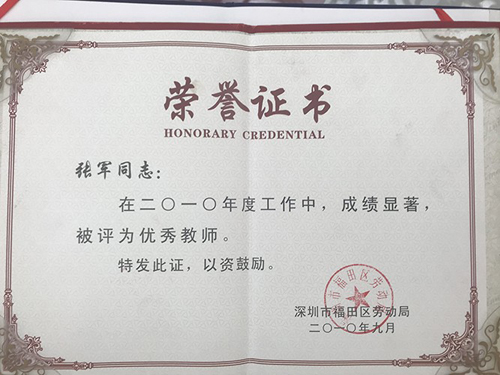 荣誉证书
HONORARY CREDENTIAL
张军同志：
在二〇一〇年度工作中，成绩显著，
被评为优秀教师。
特发此证，以资鼓励。
深圳市福田区劳动局
二〇一〇年九月